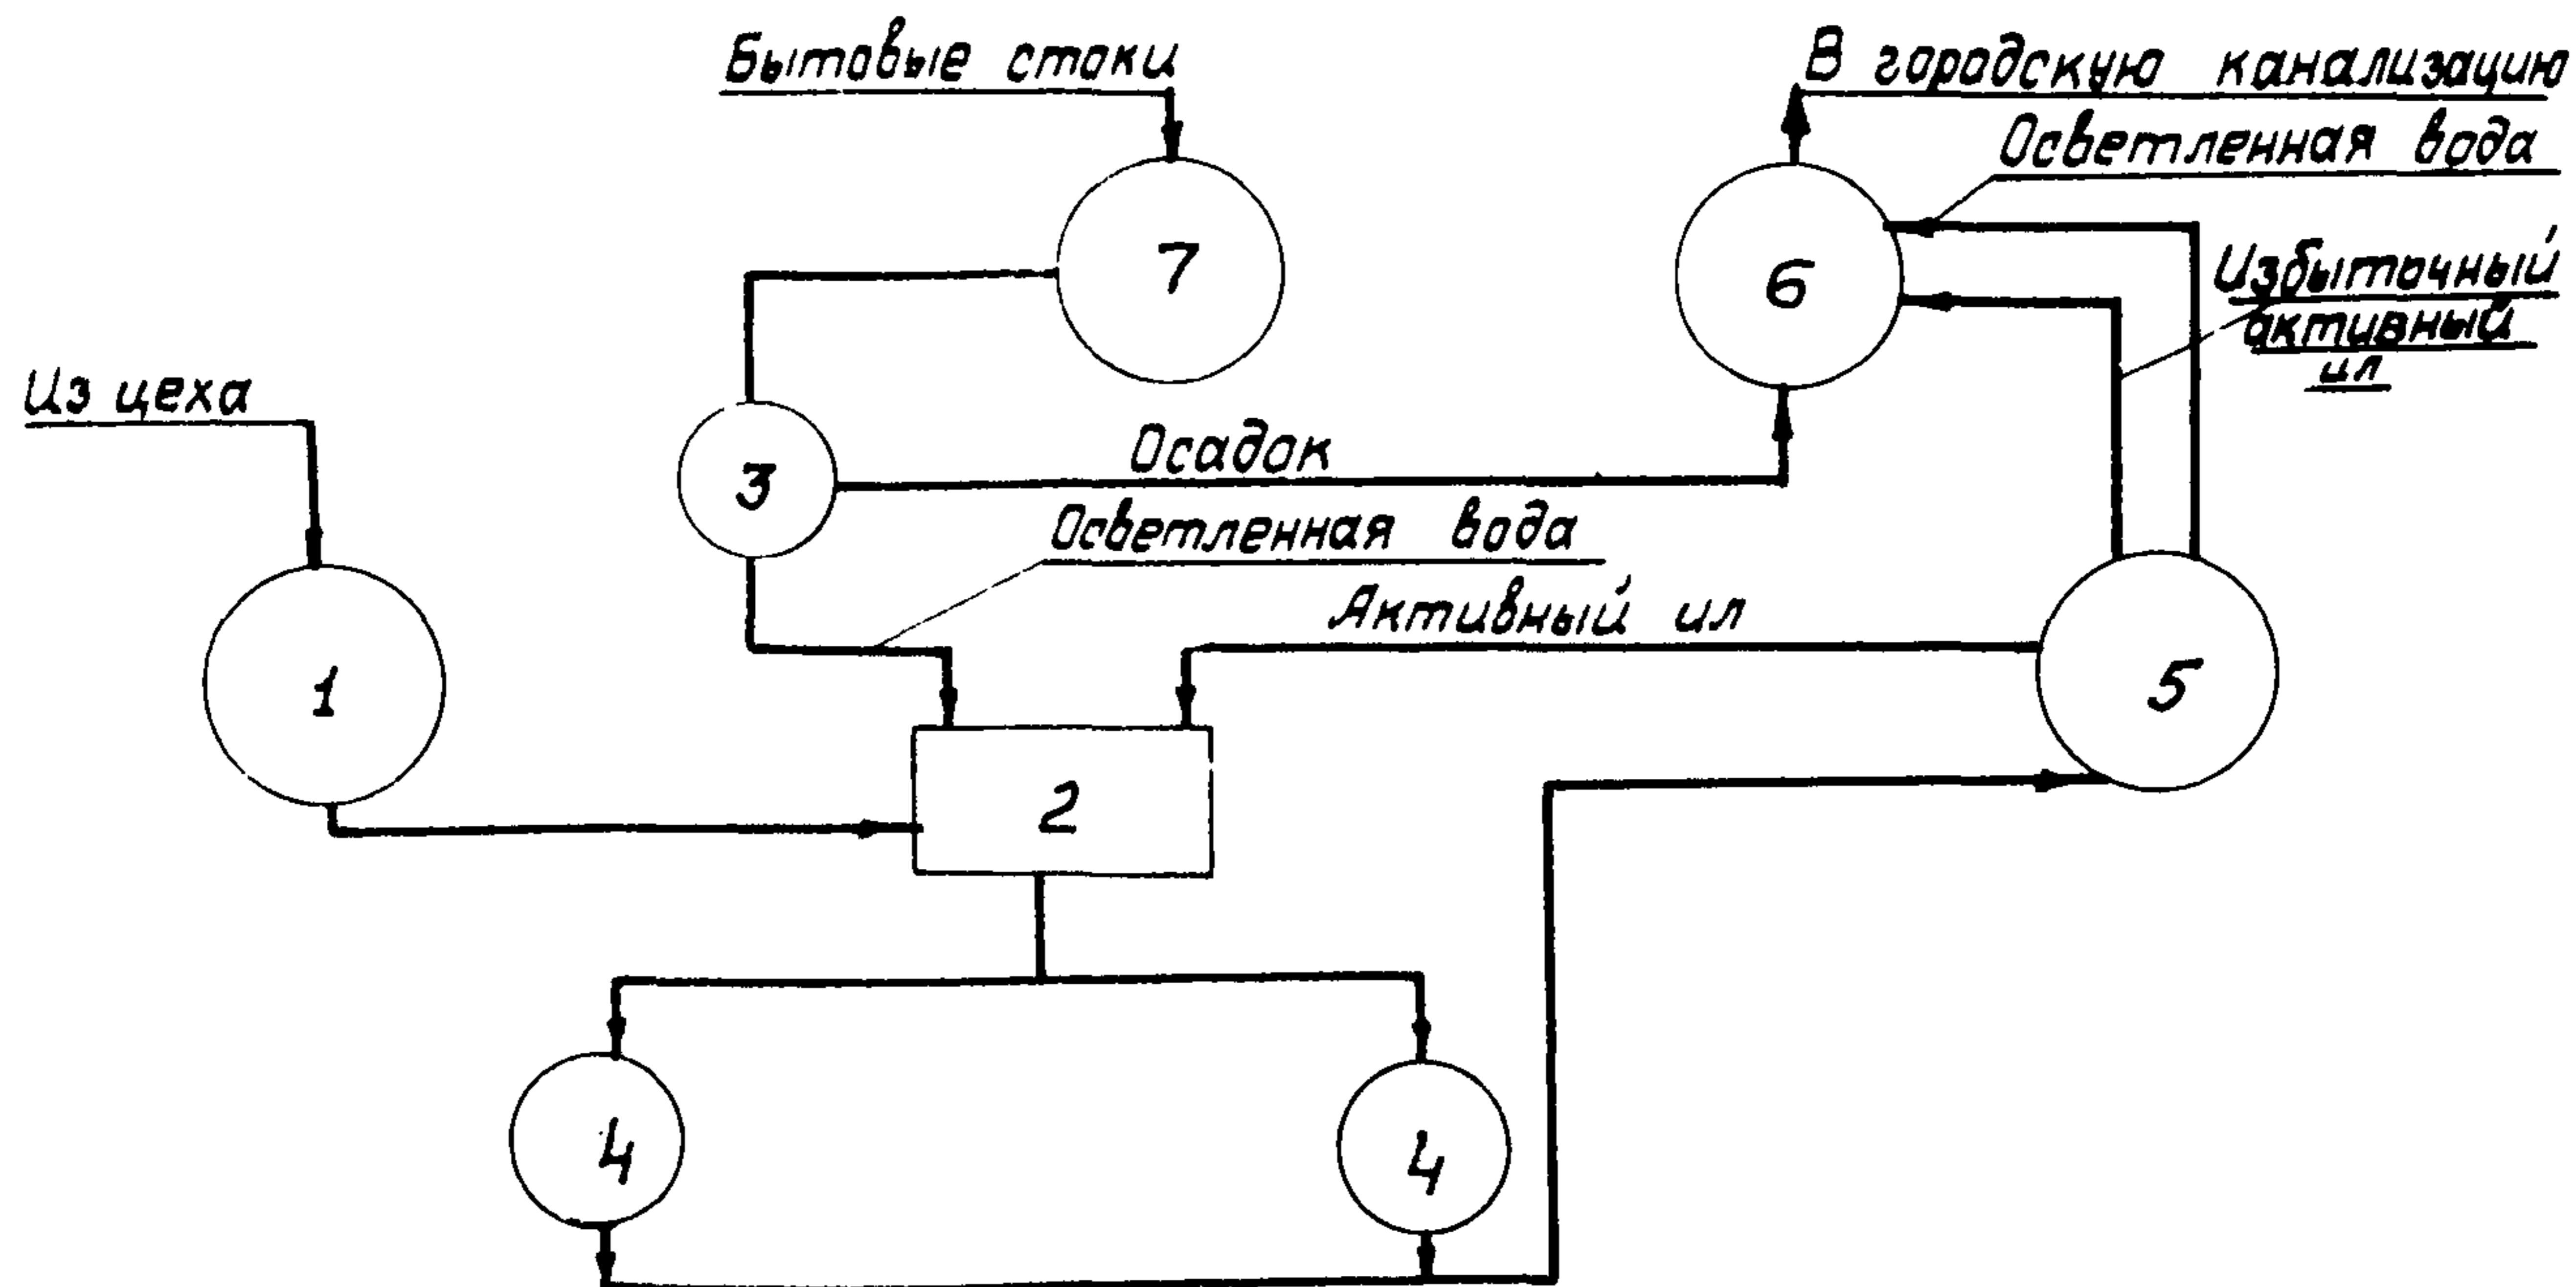 Бытовые стоки
В городскую канализацию
Осветленная вода
7
6
Избыточный
активный
ил
Из цеха
3
Осадок
Осветленная вода
Активный ил
1
5
2
4
4